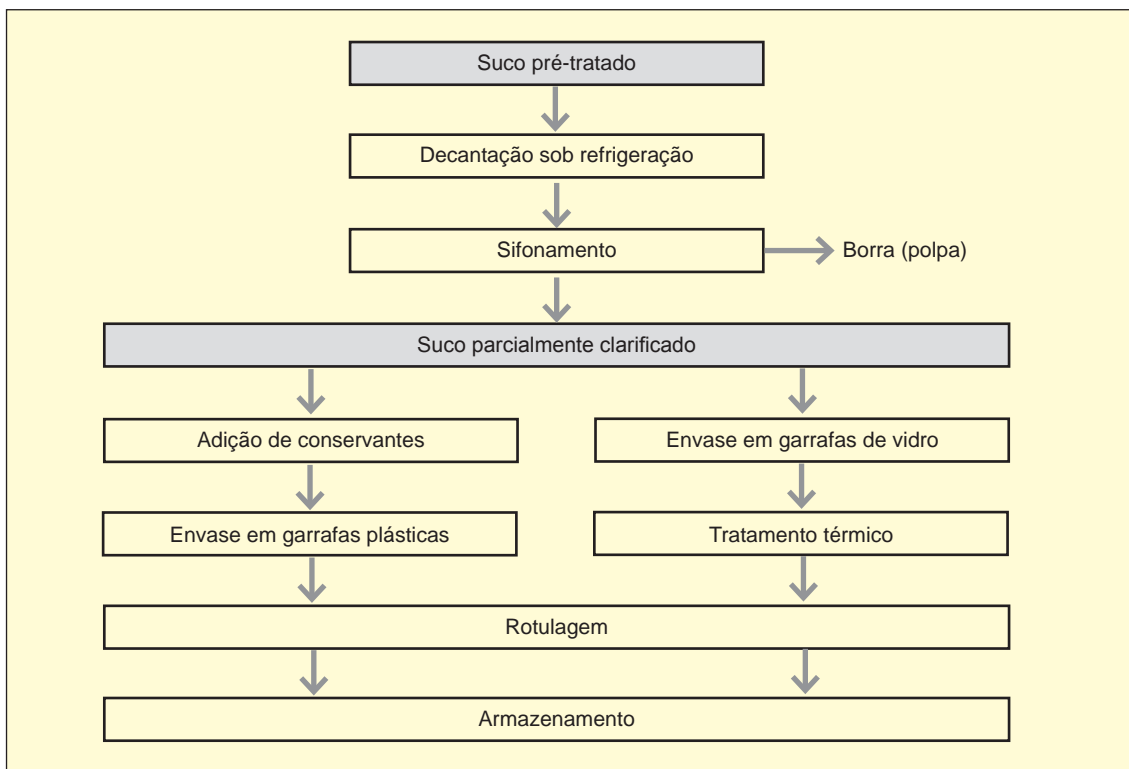 Suco pré-tratado
Decantação sob refrigeração
Sifonamento
Borra (polpa)
Suco parcialmente clarificado
Adição de conservantes
Envase em garrafas de vidro
Envase em garrafas plásticas
Tratamento térmico
Rotulagem
Armazenamento